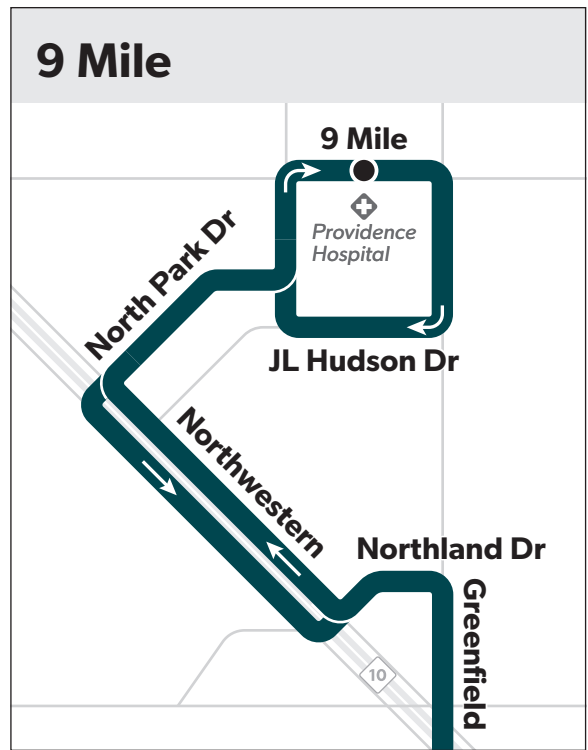 9 Mile
9 Mile
Providence
Hospital
North Park Dr
JL Hudson Dr
Northwestern
Northland Dr
Greenfield
10